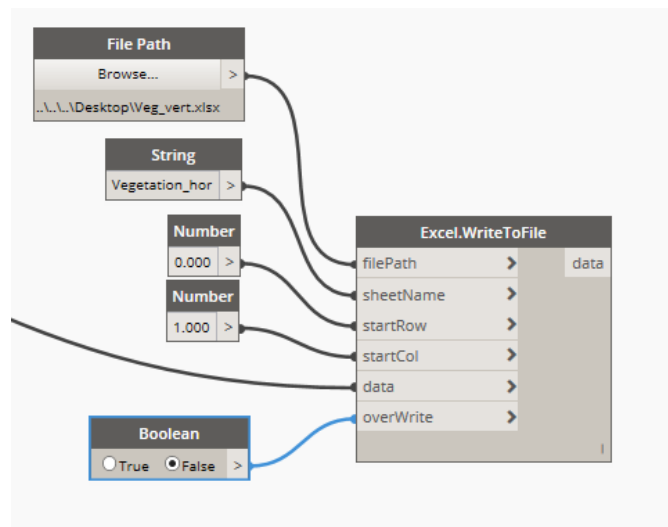 File Path
Browse... >
..\..\..\Desktop\Veg_vert.xlsx
String
Vegetation_hor >
Number
0.000 >
Number
1.000 >
Excel.WriteToFile
filePath > data
sheetName >
startRow >
startCol >
data >
overWrite >
Boolean
True False >